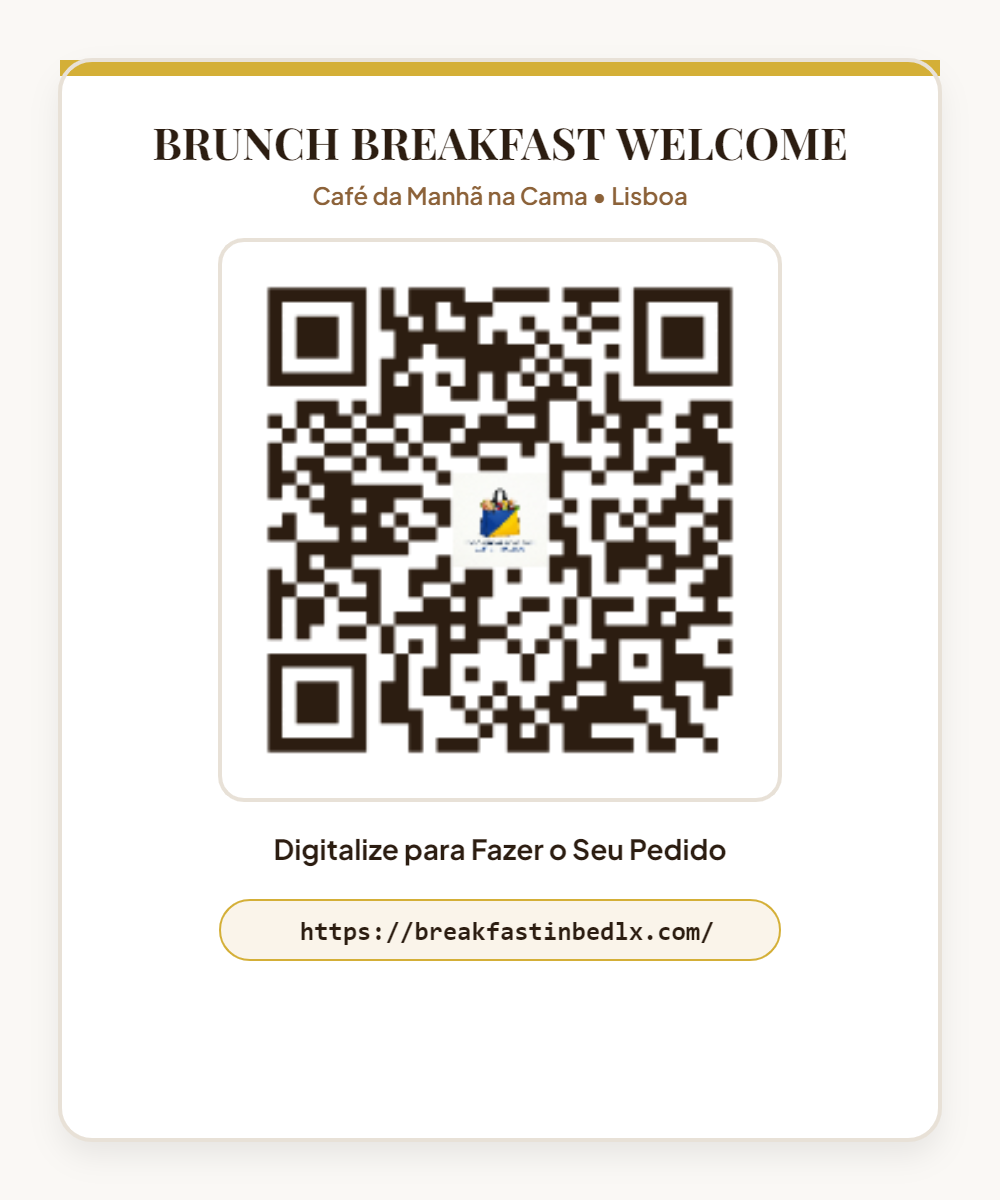 BRUNCH BREAKFAST WELCOME
Café da Manhã na Cama • Lisboa
Digitalize para Fazer o Seu Pedido
https://breakfastinbedlx.com/